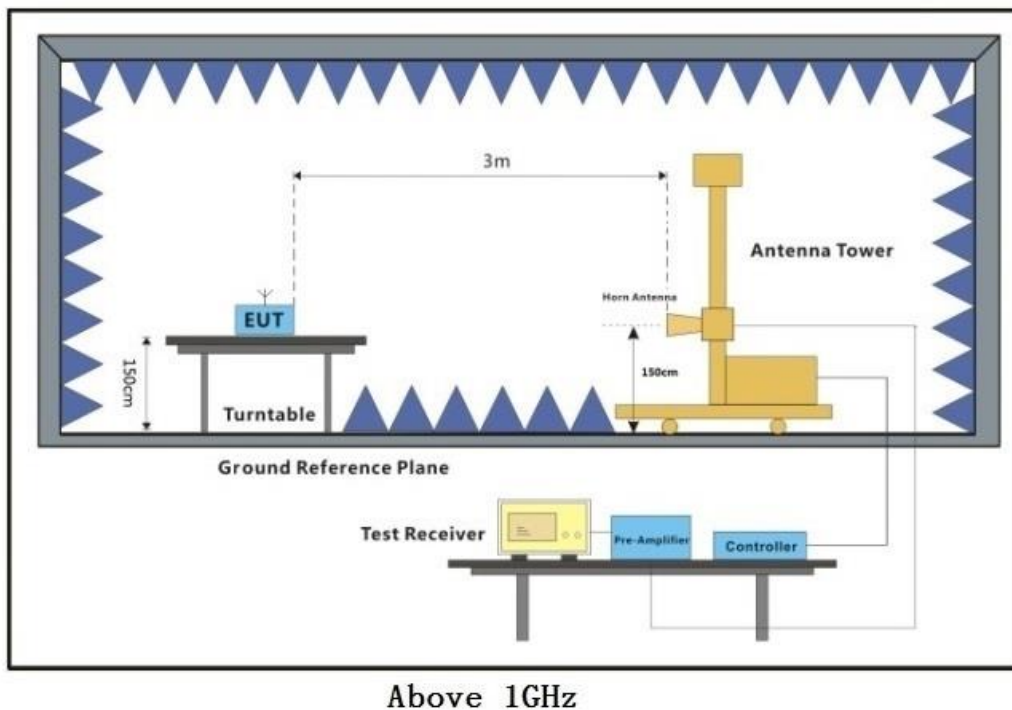 3m
Antenna Tower
Horn Antenna
EUT
150cm
150cm
Turntable
Ground Reference Plane
Test Receiver
Pre-Amplifier
Controller
Above 1GHz